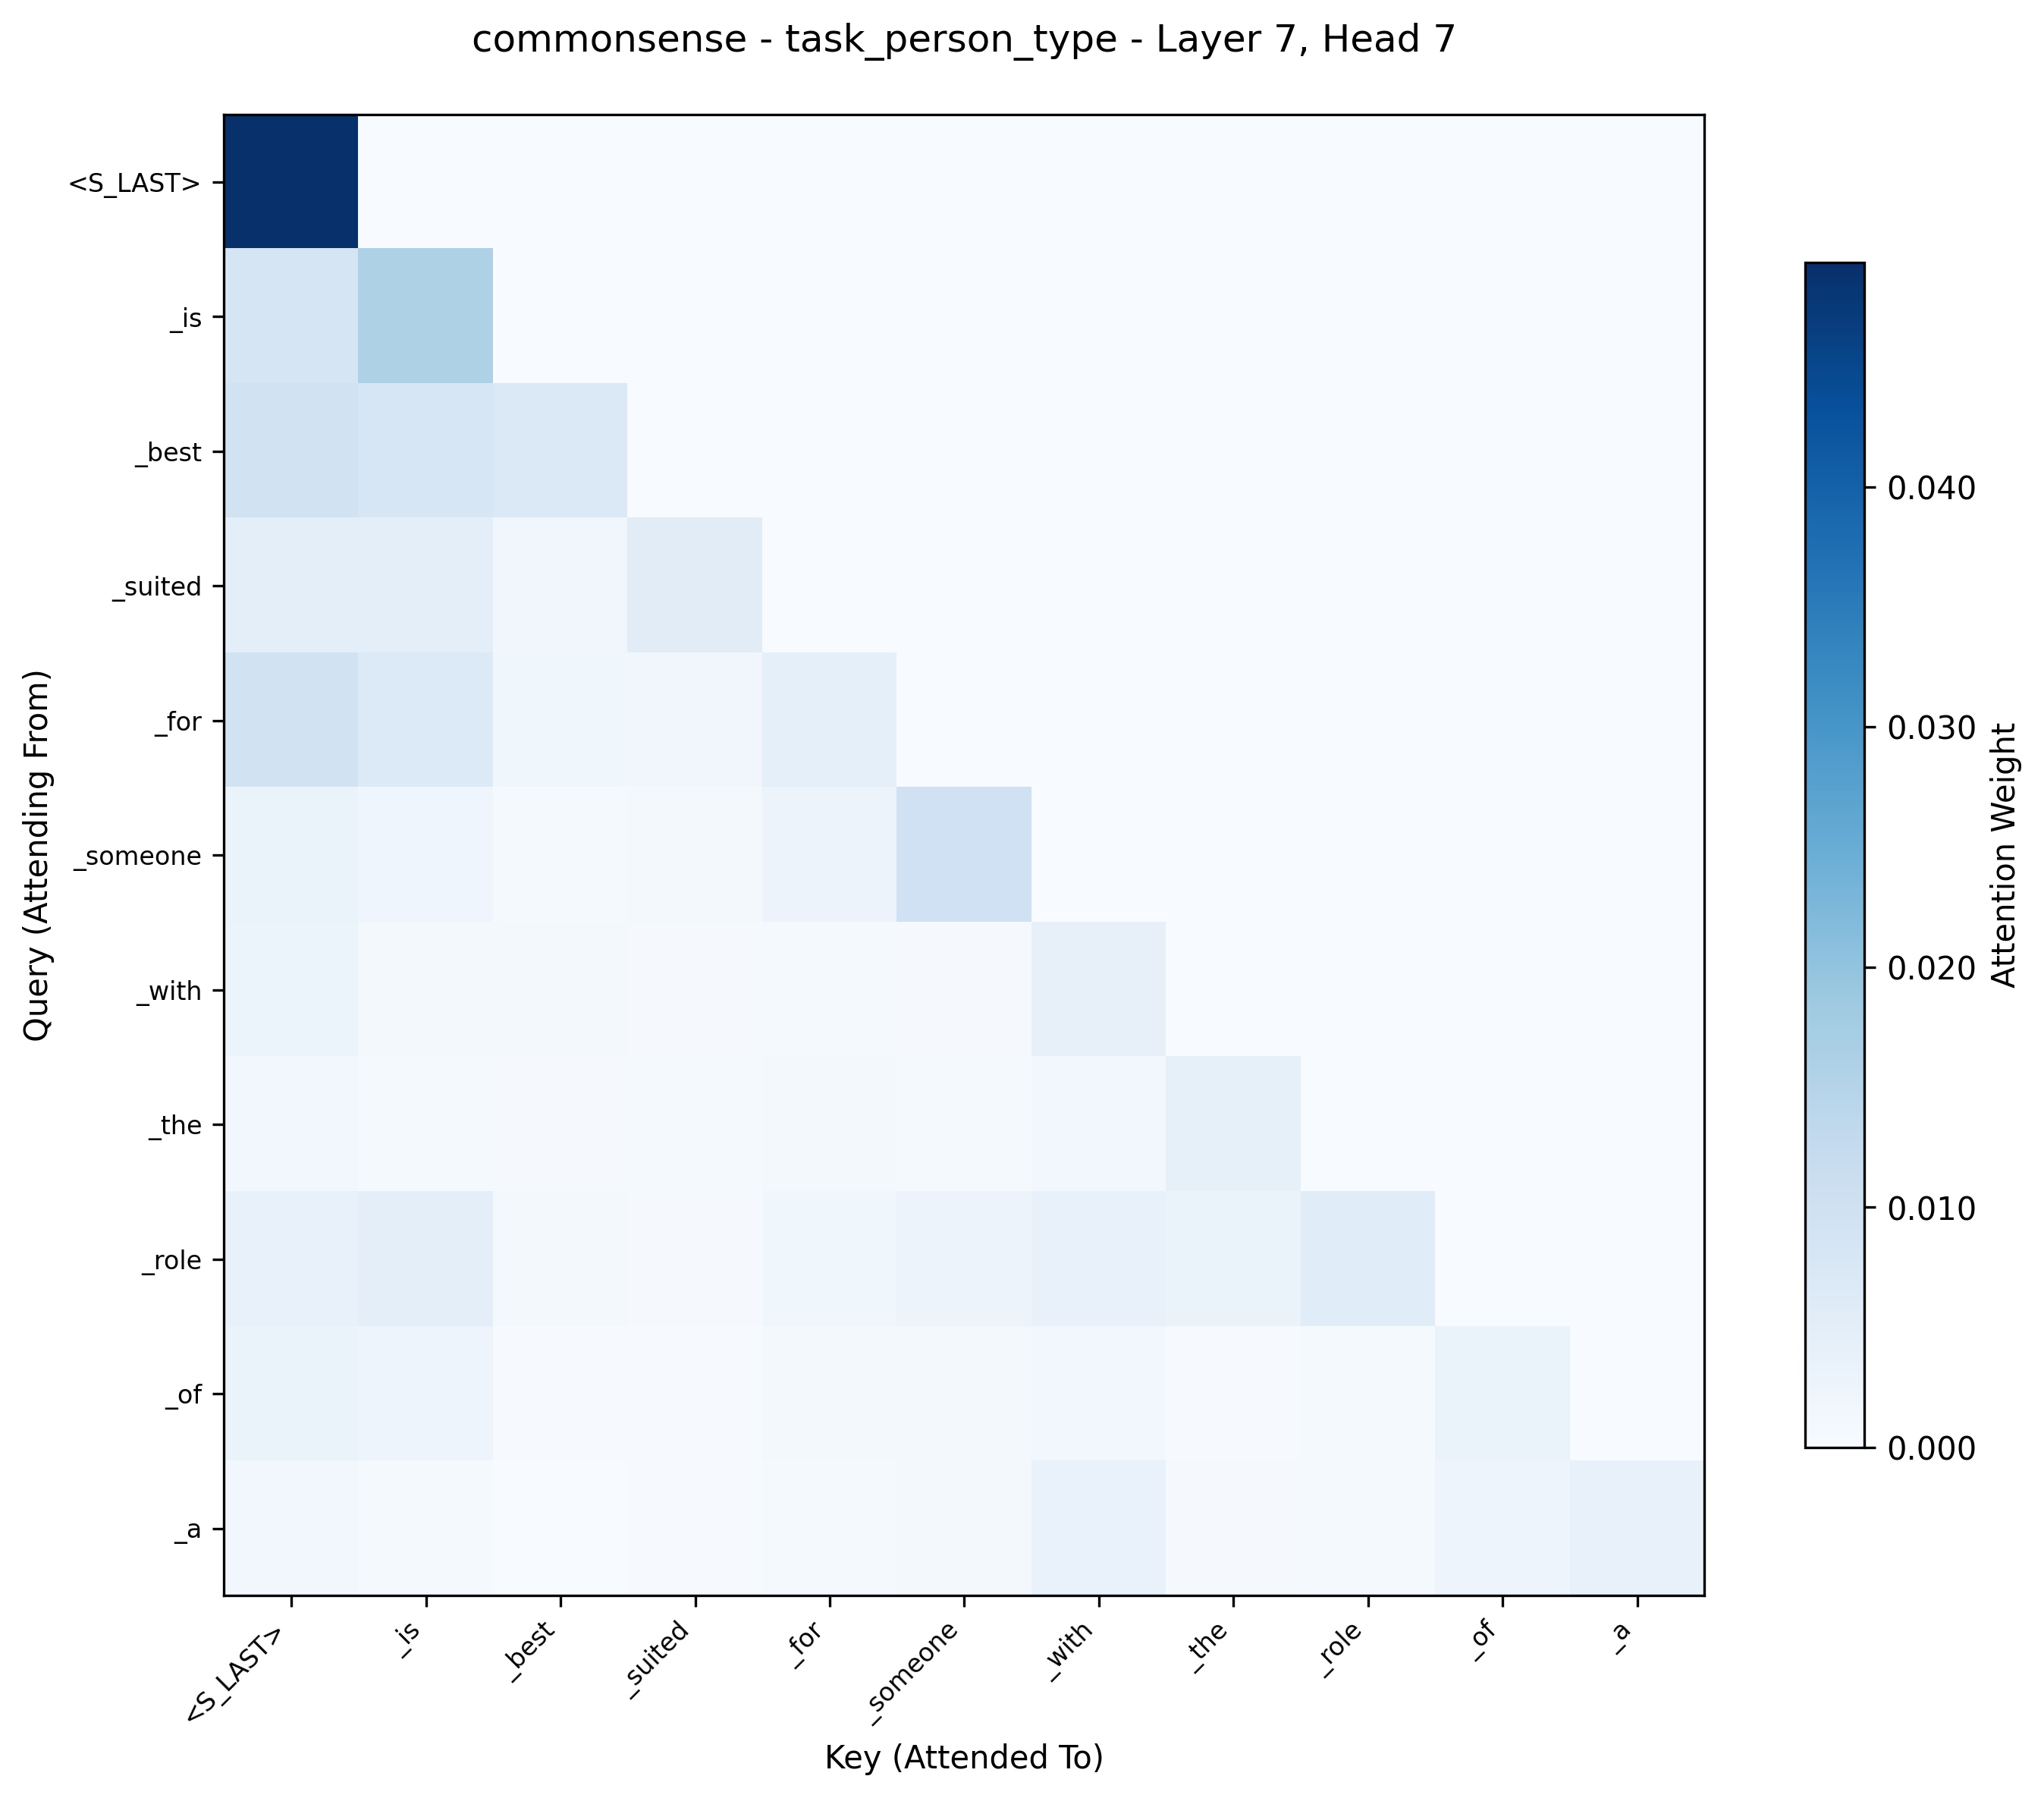 commonsense - task_person_type - Layer 7, Head 7
<S_LAST>
_is
_best
_suited
_for
_someone
_with
_the
_role
_of
_a
Query (Attending From)
<S_LAST>
_is
_best
_suited
_for
_someone
_with
_the
_role
_of
_a
Key (Attended To)
0.040
0.030
0.020
0.010
0.000
Attention Weight